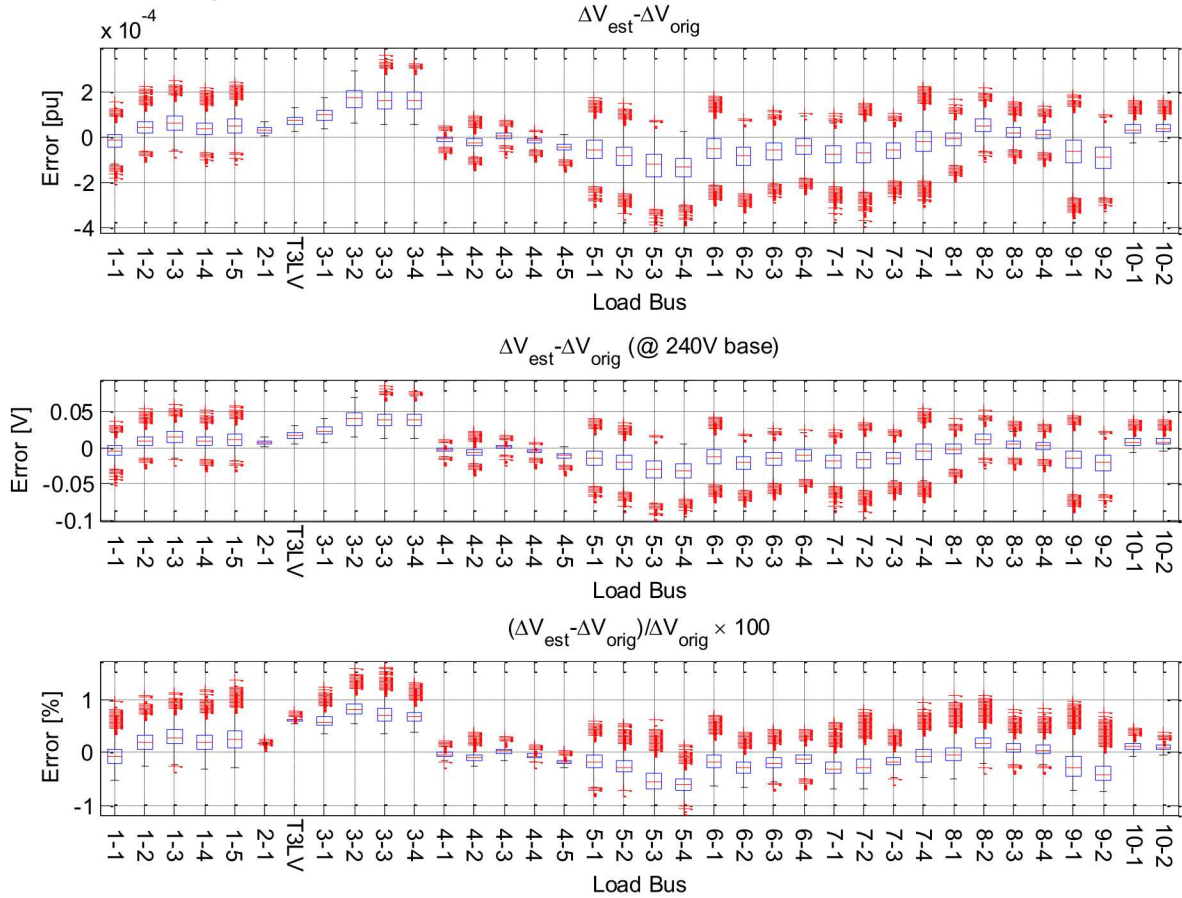 ΔVest-ΔVorig
x 10-4
Error [pu]
2
0
-2
-4
1-1 1-2 1-3 1-4 1-5 2-1 T3LV 3-1 3-2 3-3 3-4 4-1 4-2 4-3 4-4 4-5 5-1 5-2 5-3 5-4 6-1 6-2 6-3 6-4 7-1 7-2 7-3 7-4 8-1 8-2 8-3 8-4 9-1 9-2 10-1 10-2
Load Bus
ΔVest-ΔVorig (@ 240V base)
Error [V]
0.05
0
-0.05
-0.1
1-1 1-2 1-3 1-4 1-5 2-1 T3LV 3-1 3-2 3-3 3-4 4-1 4-2 4-3 4-4 4-5 5-1 5-2 5-3 5-4 6-1 6-2 6-3 6-4 7-1 7-2 7-3 7-4 8-1 8-2 8-3 8-4 9-1 9-2 10-1 10-2
Load Bus
(ΔVest-ΔVorig)/ΔVorig × 100
Error [%]
1
0
-1
1-1 1-2 1-3 1-4 1-5 2-1 T3LV 3-1 3-2 3-3 3-4 4-1 4-2 4-3 4-4 4-5 5-1 5-2 5-3 5-4 6-1 6-2 6-3 6-4 7-1 7-2 7-3 7-4 8-1 8-2 8-3 8-4 9-1 9-2 10-1 10-2
Load Bus